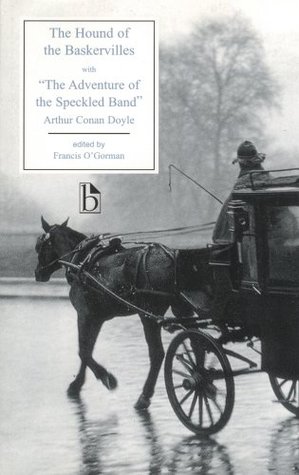 The Hound of
the Baskervilles
with
“The Adventure of
the Speckled Band”
Arthur Conan Doyle
edited by
Francis O’Gorman
b